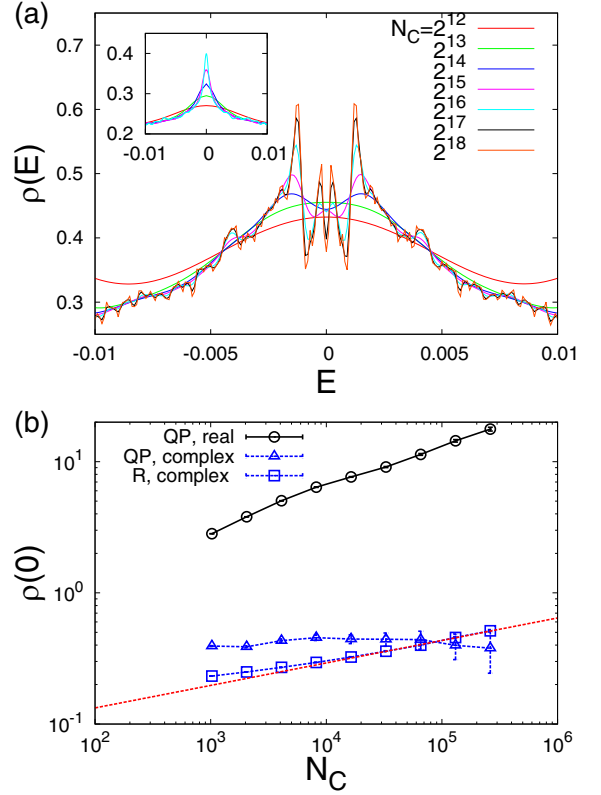 (a)
0.7
0.6
0.5
0.4
0.3
ρ(E)
-0.01 -0.005 0 0.005 0.01
E
0.4
0.3
0.2
-0.01 0 0.01
N_C=2^12
2^13
2^14
2^15
2^16
2^17
2^18
(b)
QP, real
QP, complex
R, complex
10^1
10^0
10^-1
ρ(0)
10^2 10^3 10^4 10^5 10^6
N_C